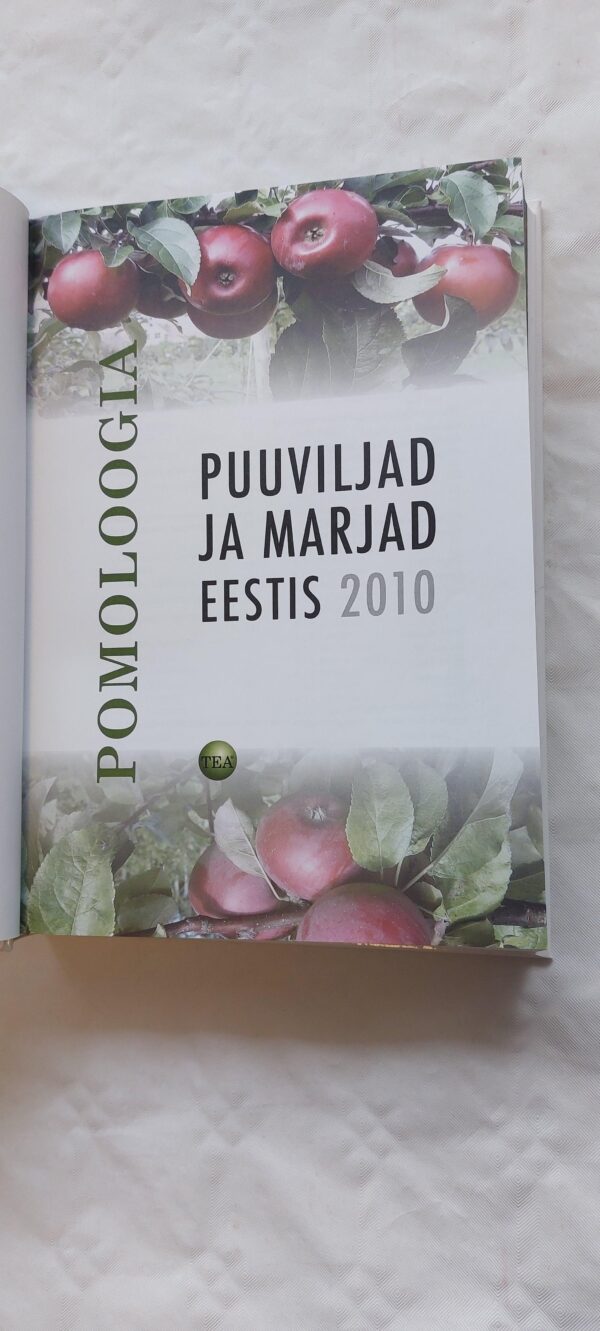 POMOLOOGIA
PUUVILJAD
JA MARJAD
EESTIS 2010
TEA